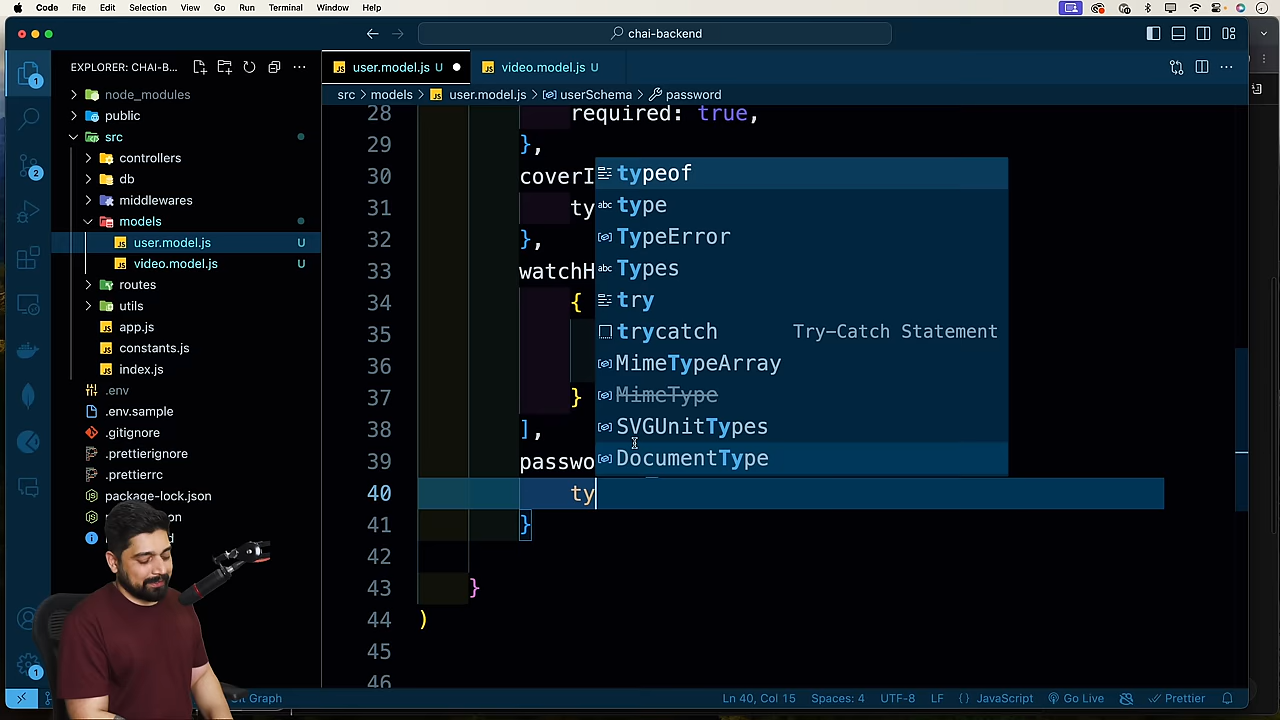 Code File Edit Selection View Go Run Terminal Window Help
chai-backend
EXPLORER: CHAI-B...
user.model.js U
video.model.js U
src > models > user.model.js > userSchema > password
node_modules
public
src
controllers
db
middlewares
models
user.model.js U
video.model.js U
routes
utils
app.js
constants.js
index.js
.env
.env.sample
.gitignore
.prettierignore
.prettierrc
package-lock.json
1
2
1
28 required: true,
29 },
30 coverI
31 ty
32 },
33 watchH
34 {
35
36
37 }
38 ],
39 passwo
40 ty
41 }
42
43 }
44 )
45
46
typeof
type
TypeError
Types
try
trycatch Try-Catch Statement
MimeTypeArray
MimeType
SVGUnitTypes
DocumentType
Graph Ln 40, Col 15 Spaces: 4 UTF-8 LF {} JavaScript Go Live Prettier